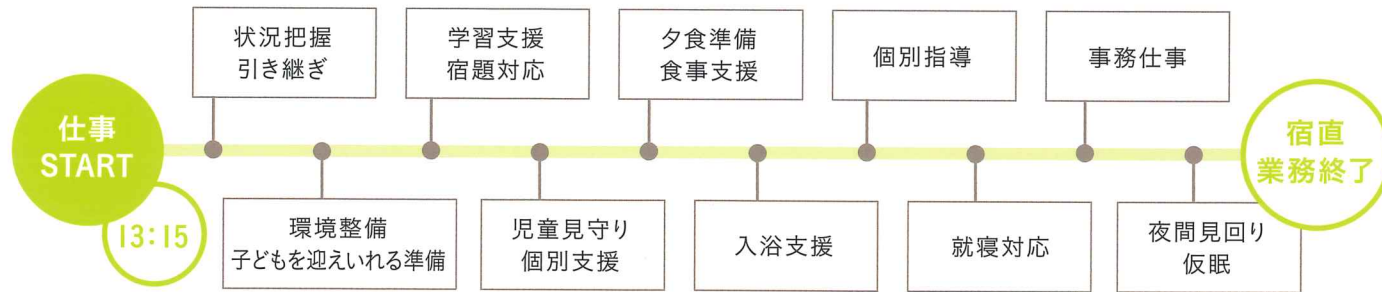 仕事
START
13:15
状況把握
引き継ぎ
環境整備
子どもを迎えいれる準備
学習支援
宿題対応
児童見守り
個別支援
夕食準備
食事支援
入浴支援
個別指導
就寝対応
事務仕事
夜間見回り
仮眠
宿直
業務終了